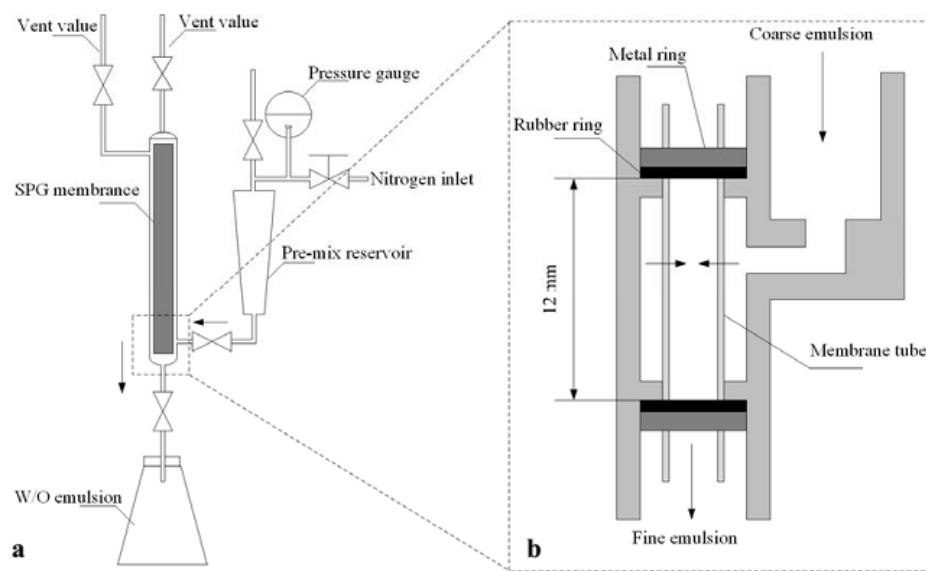 Vent value
Vent value
Pressure gauge
SPG membrance
Nitrogen inlet
Pre-mix reservoir
W/O emulsion
a
Coarse emulsion
Metal ring
Rubber ring
12 mm
Membrane tube
Fine emulsion
b